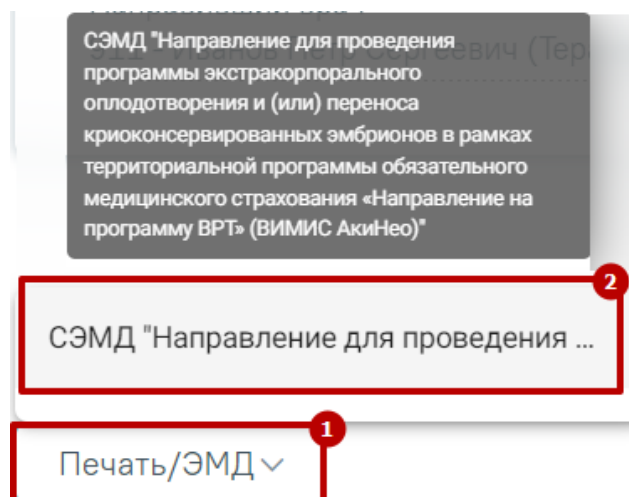 СЭМД "Направление для проведения
программы экстракорпорального
оплодотворения и (или) переноса
криоконсервированных эмбрионов в рамках
территориальной программы обязательного
медицинского страхования «Направление на
программу ВРТ» (ВИМИС АкиНео)"
2
СЭМД "Направление для проведения ...
1
Печать/ЭМД